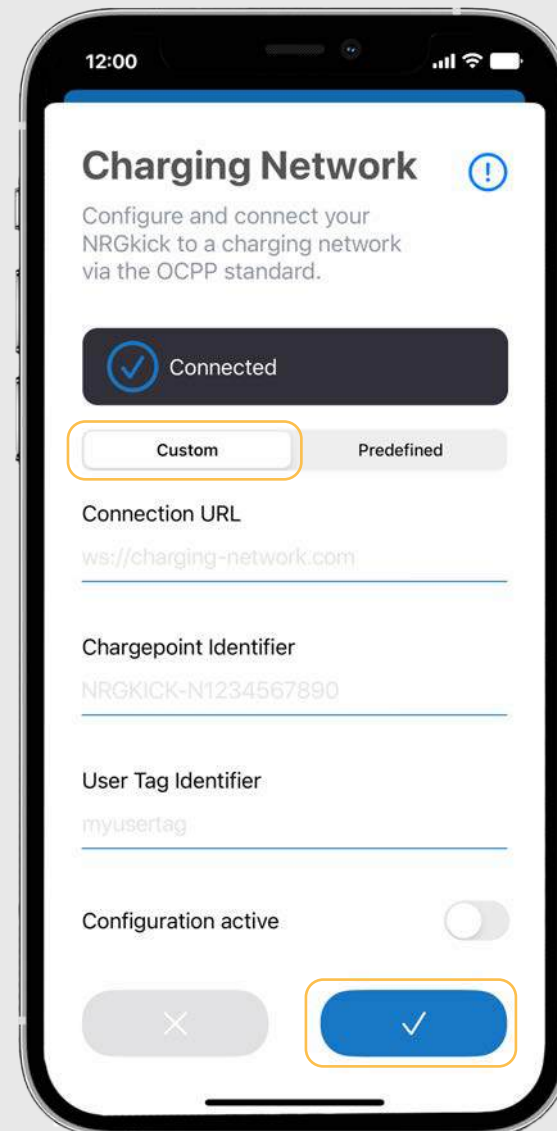 12:00
Charging Network
Configure and connect your
NRGkick to a charging network
via the OCPP standard.
Connected
Custom
Predefined
Connection URL
ws://charging-network.com
Chargepoint Identifier
NRGKICK-N1234567890
User Tag Identifier
myusertag
Configuration active